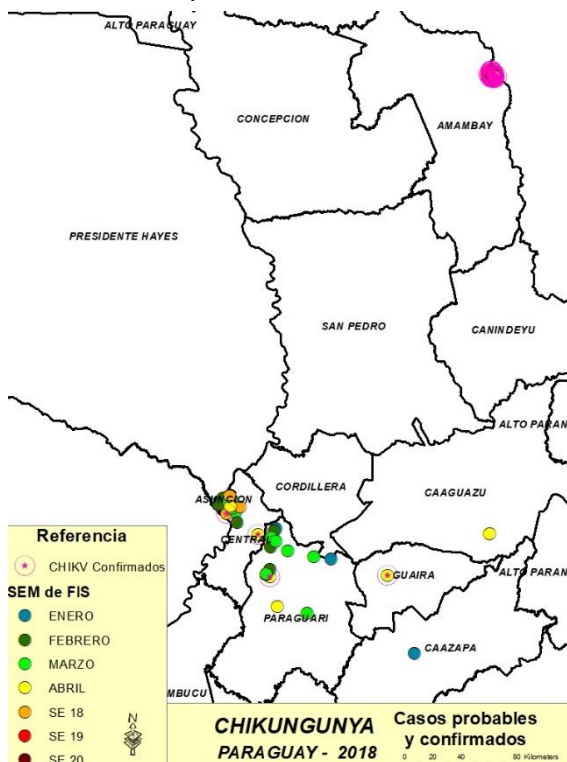 ALTO PARAGUAY
CONCEPCION
AMAMBAY
PRESIDENTE HAYES
SAN PEDRO
CANINDEYU
ALTO PARAN
ASUNCION
CORDILLERA
CAAGUAZU
CENTRAL
GUAIRA
ALTO PARAN
PARAGUARI
CAAZAPA
MBUCU
Referencia
CHIKV Confirmados
SEM de FIS
ENERO
FEBRERO
MARZO
ABRIL
SE 18
SE 19
SE 20
N
CHIKUNGUNYA
PARAGUAY - 2018
Casos probables
y confirmados
0 20 40 80 Kilometers